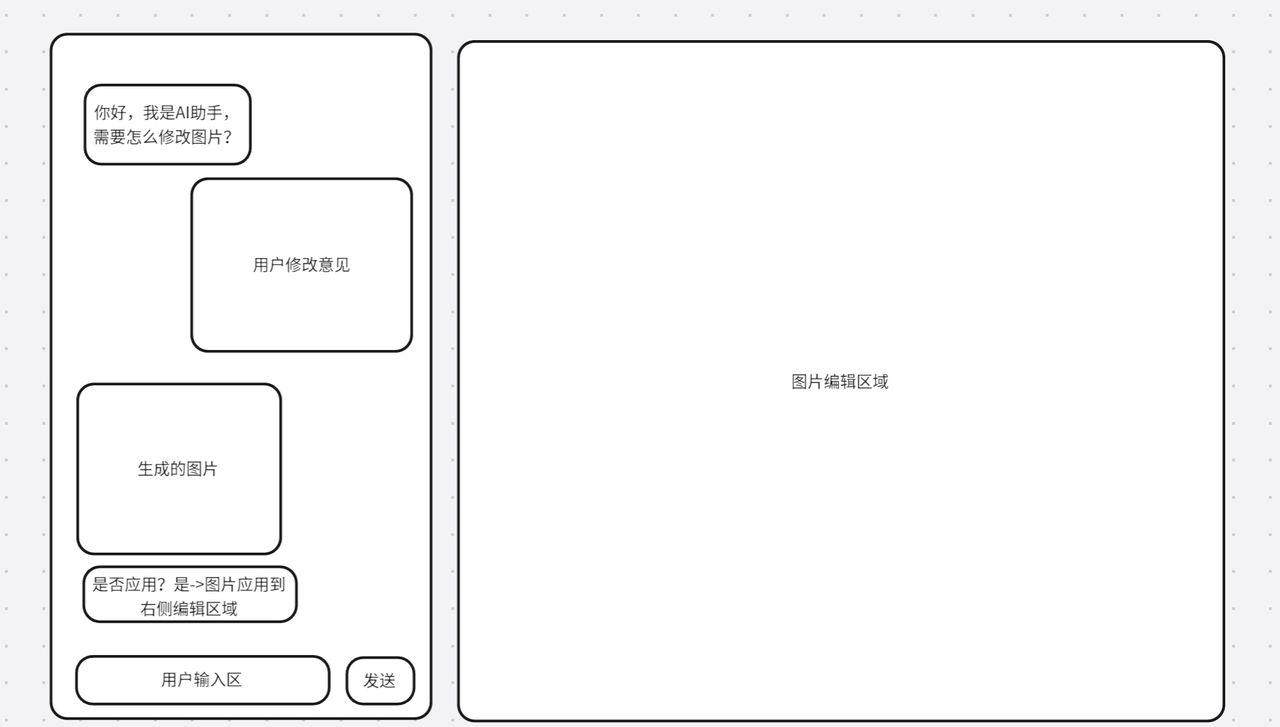 你好，我是AI助手，
需要怎么修改图片？
用户修改意见
生成的图片
是否应用？是->图片应用到
右侧编辑区域
用户输入区
发送
图片编辑区域